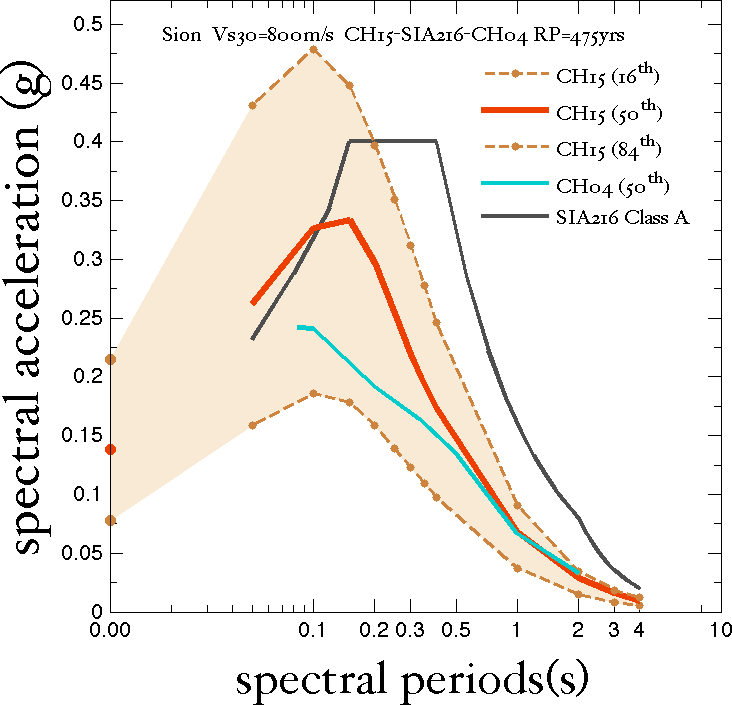 Sion Vs30=800m/s CH15-SIA216-CH04 RP=475yrs
CH15 (16th)
CH15 (50th)
CH15 (84th)
CH04 (50th)
SIA216 Class A
spectral acceleration (g)
0.5
0.45
0.4
0.35
0.3
0.25
0.2
0.15
0.1
0.05
0
0.00 0.1 0.2 0.3 0.5 1 2 3 4 10
spectral periods(s)